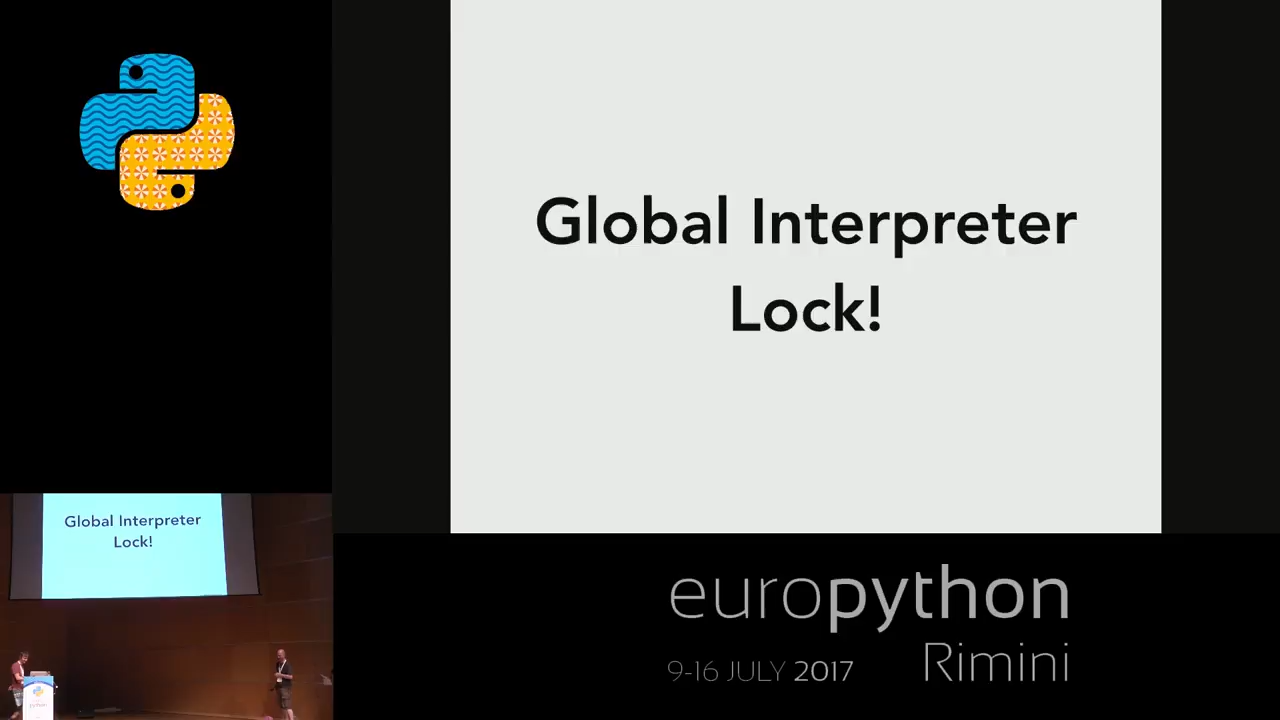 Global Interpreter
Lock!
Global Interpreter
Lock!
europython
9-16 JULY 2017
Rimini